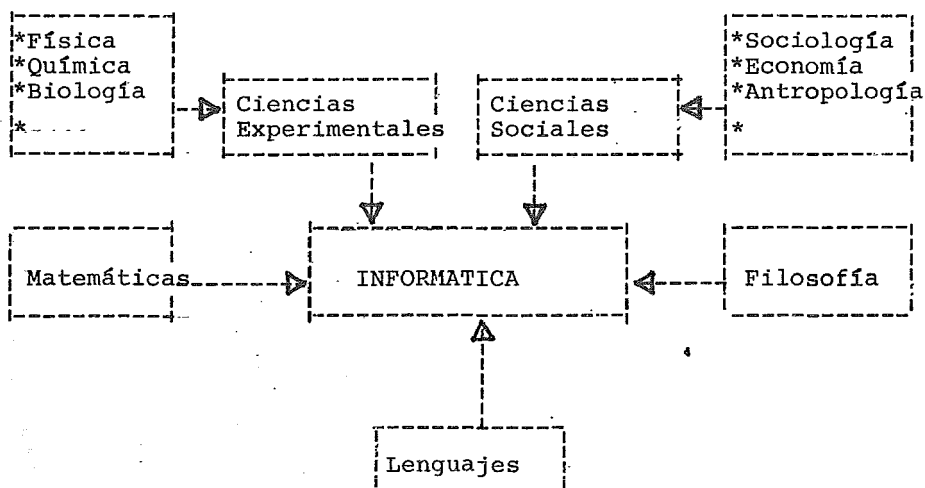 *Física
*Química
*Biología
*
Ciencias
Experimentales
Ciencias
Sociales
*Sociología
*Economía
*Antropología
*
Matemáticas
INFORMATICA
Filosofía
Lenguajes